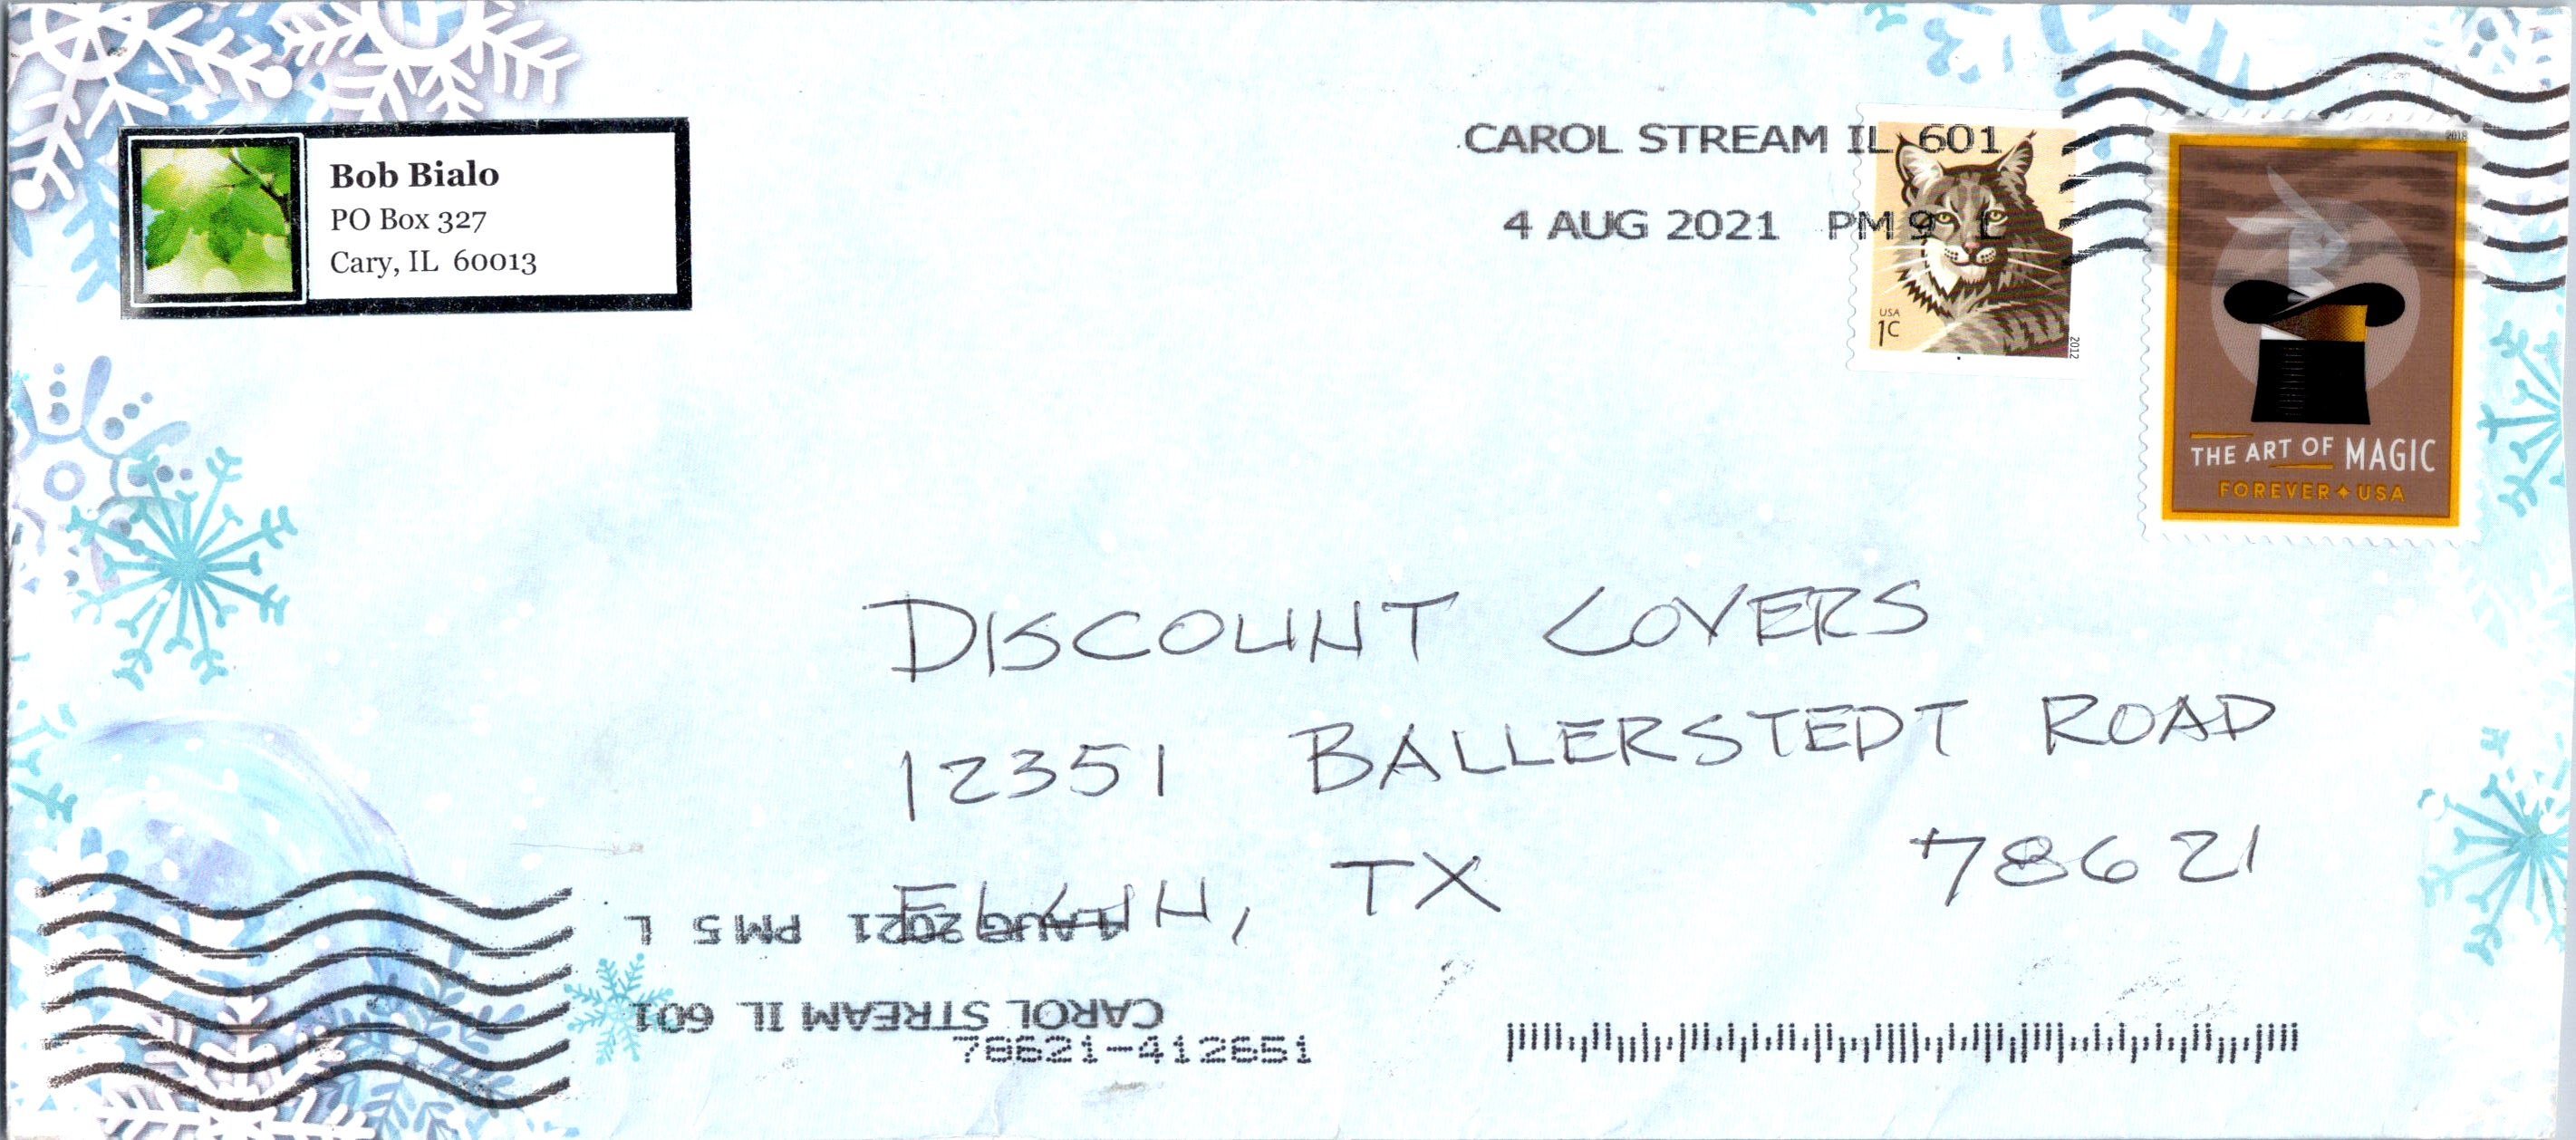 Bob Bialo
PO Box 327
Cary, IL 60013
CAROL STREAM IL 601
4 AUG 2021 PM 9 L
USA
1C
2012
2018
THE ART OF MAGIC
FOREVER USA
DISCOUNT COVERS
12351 BALLERSTEDT ROAD
ELGIN, TX 78621
CAROL STREAM IL 601
4 AUG 2021 PM 5 L
78621-412651